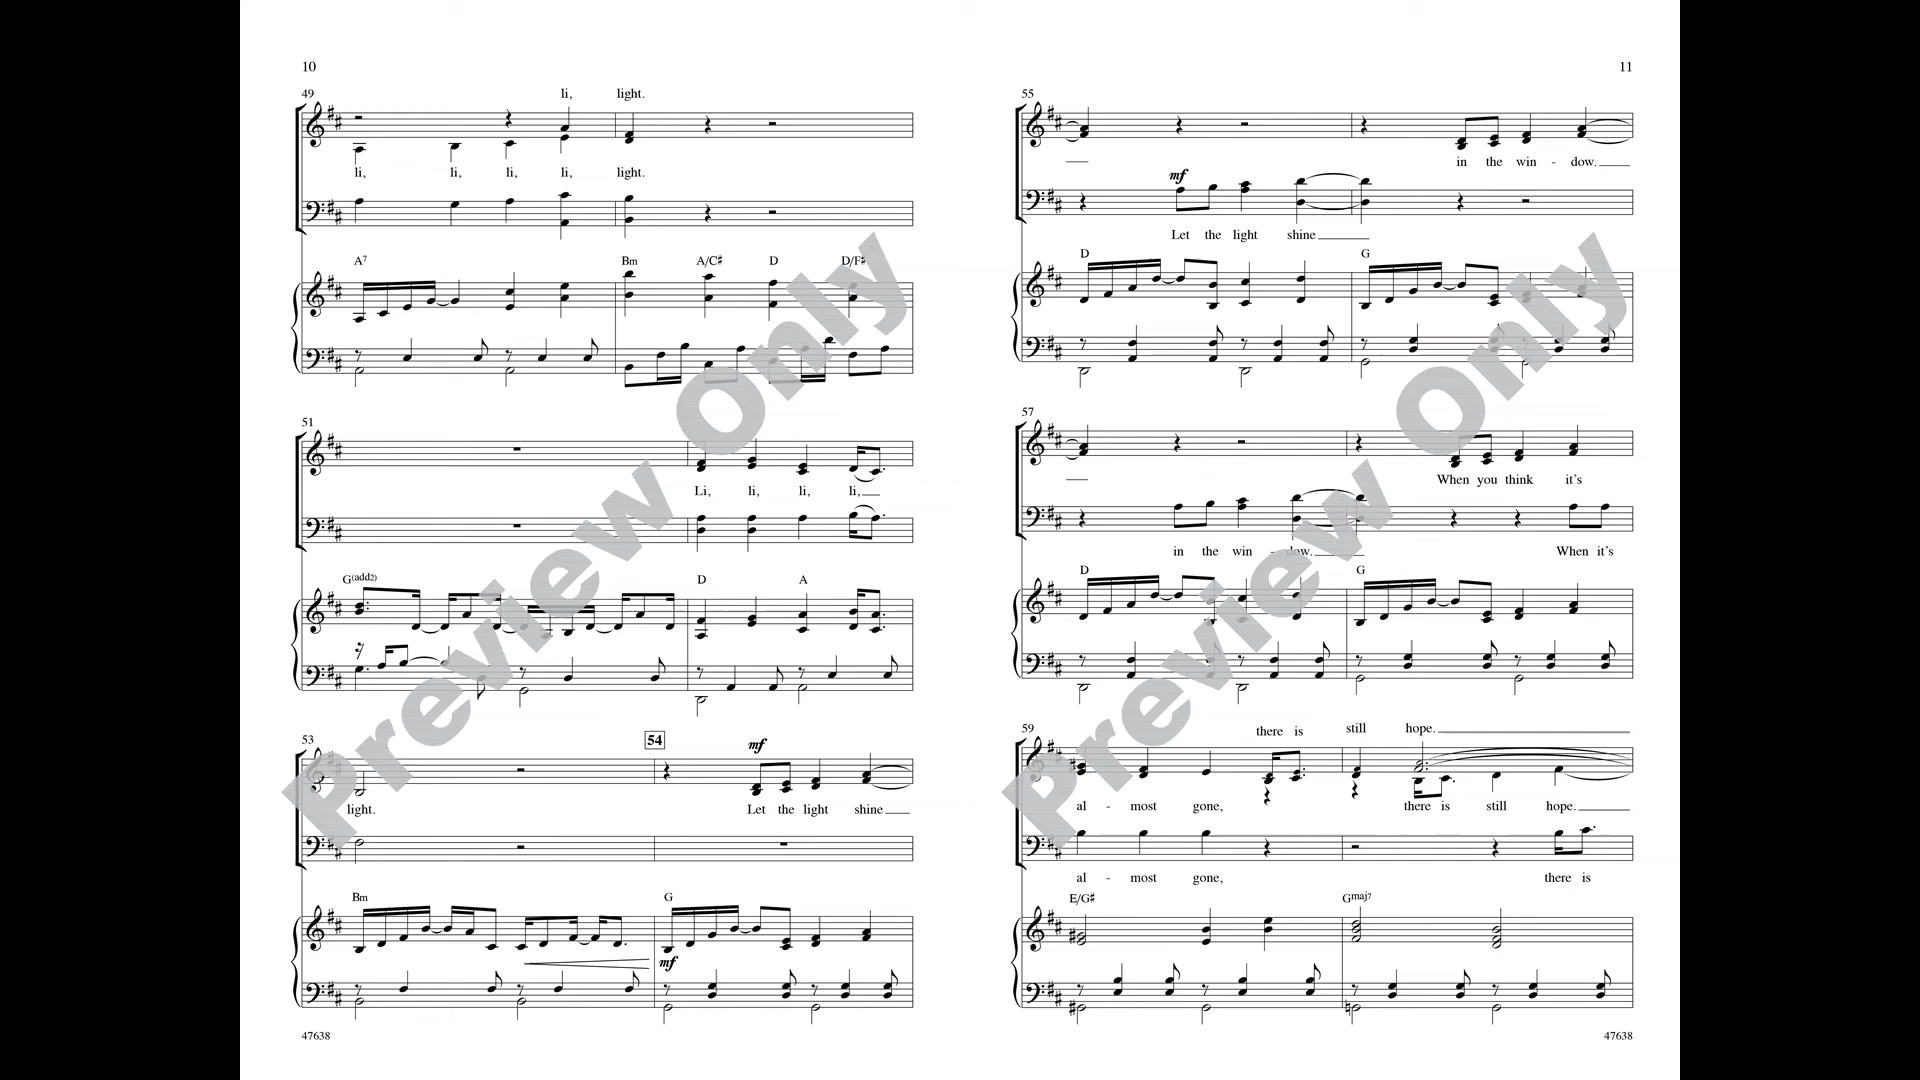 10
49
li, light.
li, li, li, li, light.
A7 Bm A/C♯ D D/F♯
51
Li, li, li, li,
G(add2) D A
53 54 mf
light. Let the light shine
Bm G
mf
47638
11
55
in the win - dow.
mf
Let the light shine
D G
57
When you think it's
in the win - dow. When it's
D G
59 there is still hope.
al - most gone, there is still hope.
al - most gone, there is
E/G♯ Gmaj7
47638
Preview Only
Preview Only